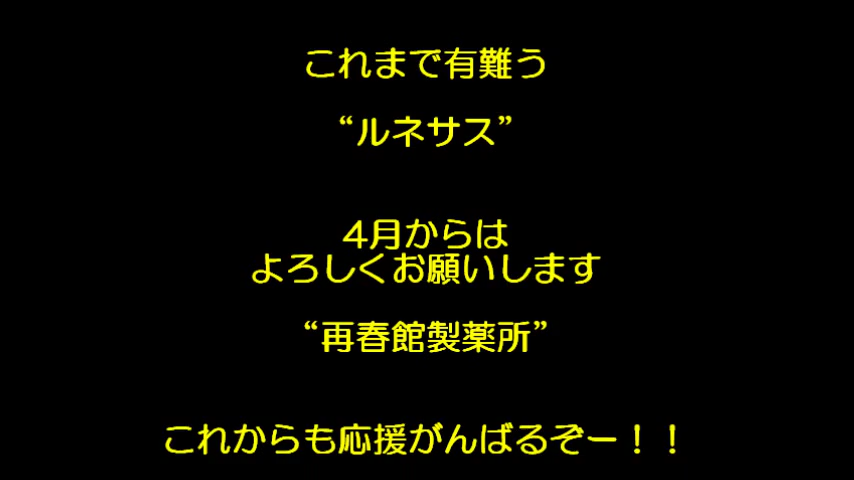 これまで有難う
“ルネサス”
4月からは
よろしくお願いします
“再春館製薬所”
これからも応援がんばるぞー！！